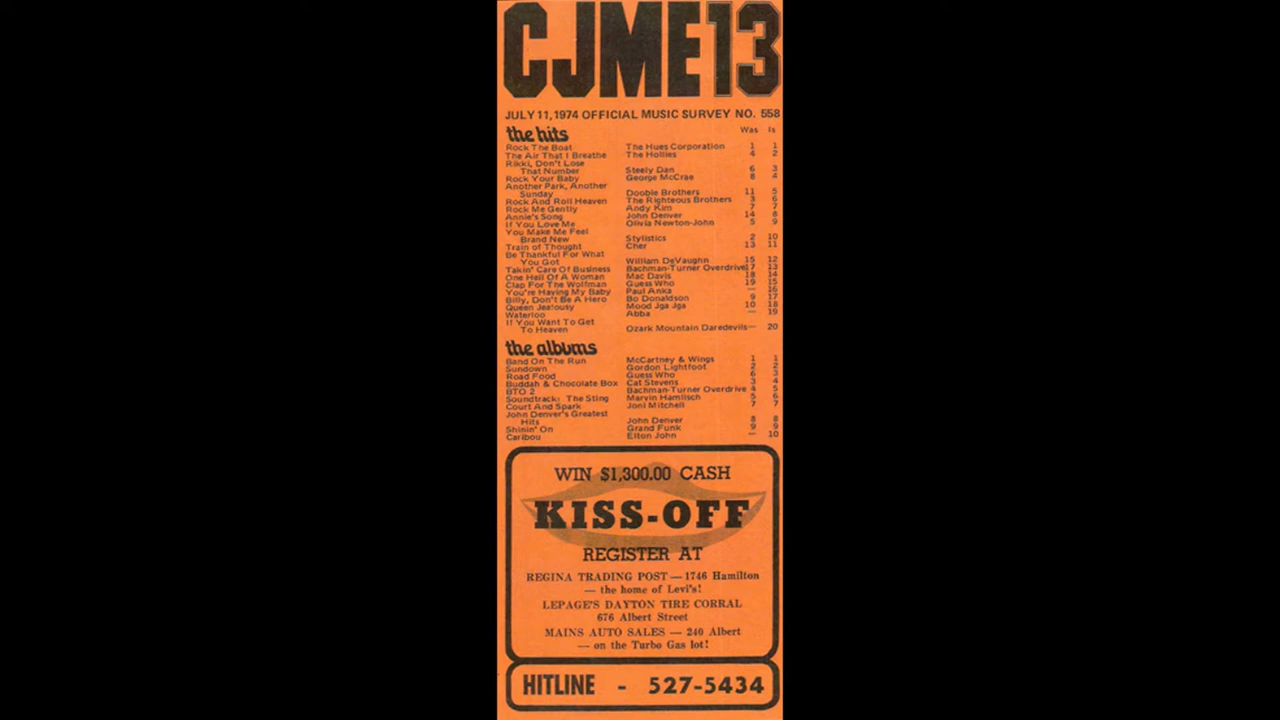 CJME13
JULY 11, 1974 OFFICIAL MUSIC SURVEY NO. 558
the hits Was Is
Rock The Boat The Hues Corporation 1 1
The Air That I Breathe The Hollies 4 2
Rikki, Don't Lose
That Number Steely Dan 6 3
Rock Your Baby George McCrae 8 4
Another Park, Another
Sunday Doobie Brothers 11 5
Rock And Roll Heaven The Righteous Brothers 3 6
Rock Me Gently Andy Kim 7 7
Annie's Song John Denver 14 8
If You Love Me Olivia Newton-John 5 9
You Make Me Feel
Brand New Stylistics 2 10
Train of Thought Cher 13 11
Be Thankful For What
You Got William DeVaughn 15 12
Takin' Care Of Business Bachman-Turner Overdrive 17 13
One Hell Of A Woman Mac Davis 18 14
Clap For The Wolfman Guess Who 19 15
You're Having My Baby Paul Anka — 16
Billy, Don't Be A Hero Bo Donaldson 9 17
Queen Jealousy Mood Jga Jga 10 18
Waterloo Abba — 19
If You Want To Get
To Heaven Ozark Mountain Daredevils — 20
the albums
Band On The Run McCartney & Wings 1 1
Sundown Gordon Lightfoot 2 2
Road Food Guess Who 6 3
Buddah & Chocolate Box Cat Stevens 3 4
BTO 2 Bachman-Turner Overdrive 4 5
Soundtrack: The Sting Marvin Hamlisch 5 6
Court And Spark Joni Mitchell 7 7
John Denver's Greatest
Hits John Denver 8 8
Shinin' On Grand Funk 9 9
Caribou Elton John — 10
WIN $1,300.00 CASH
KISS-OFF
REGISTER AT
REGINA TRADING POST — 1746 Hamilton
— the home of Levi's!
LEPAGE'S DAYTON TIRE CORRAL
676 Albert Street
MAINS AUTO SALES — 240 Albert
— on the Turbo Gas lot!
HITLINE - 527-5434